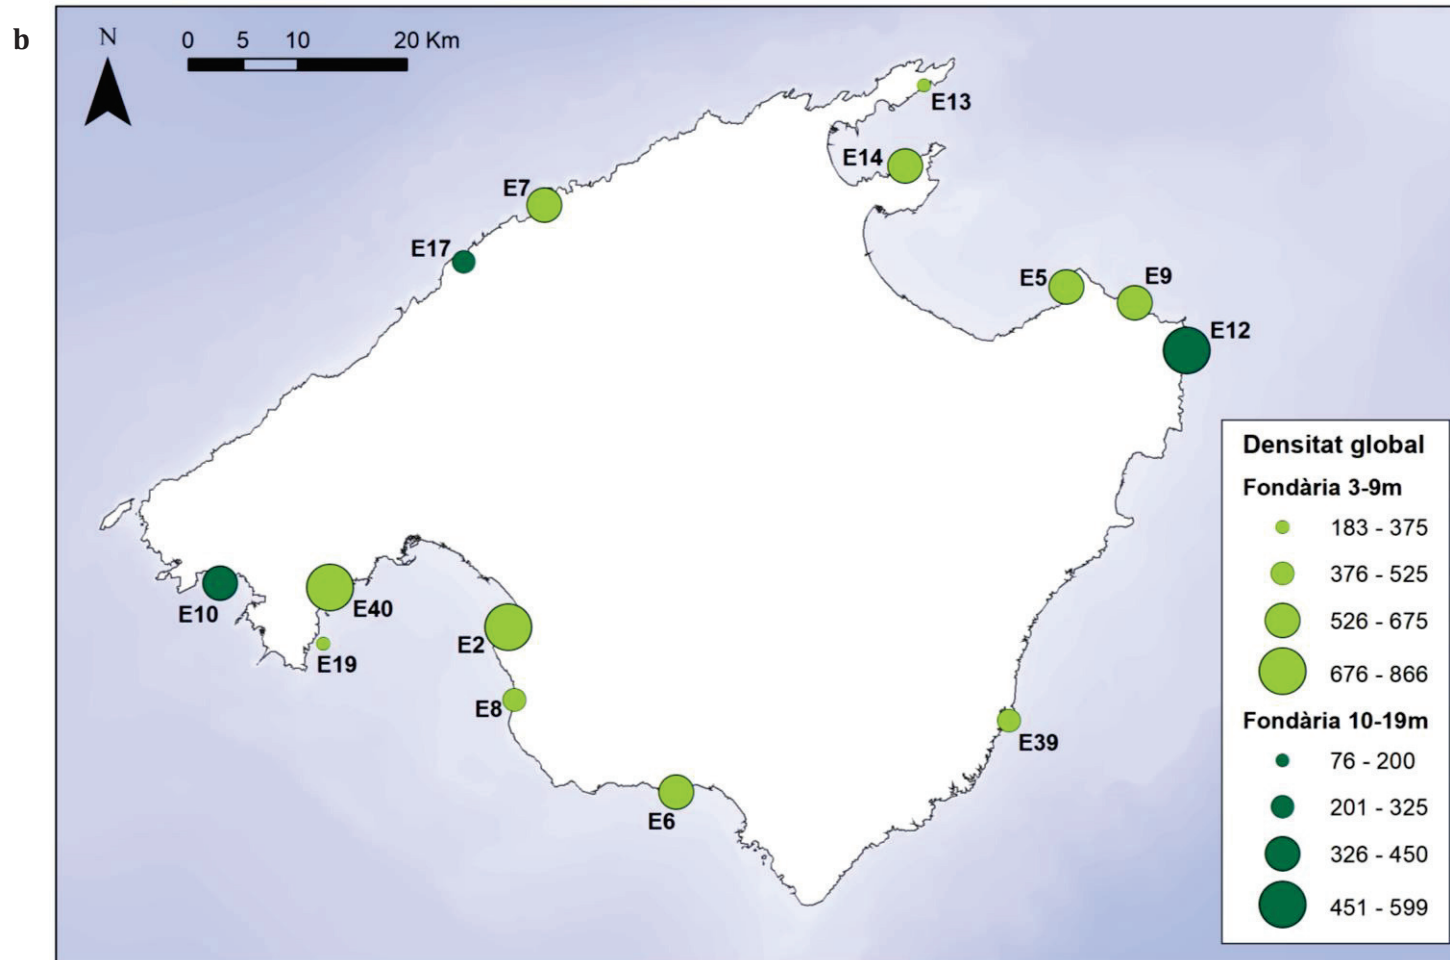 b
N
0 5 10 20 Km
E13
E14
E7
E17
E5
E9
E12
E10
E40
E19
E2
E8
E6
E39
Densitat global
Fondària 3-9m
183 - 375
376 - 525
526 - 675
676 - 866
Fondària 10-19m
76 - 200
201 - 325
326 - 450
451 - 599